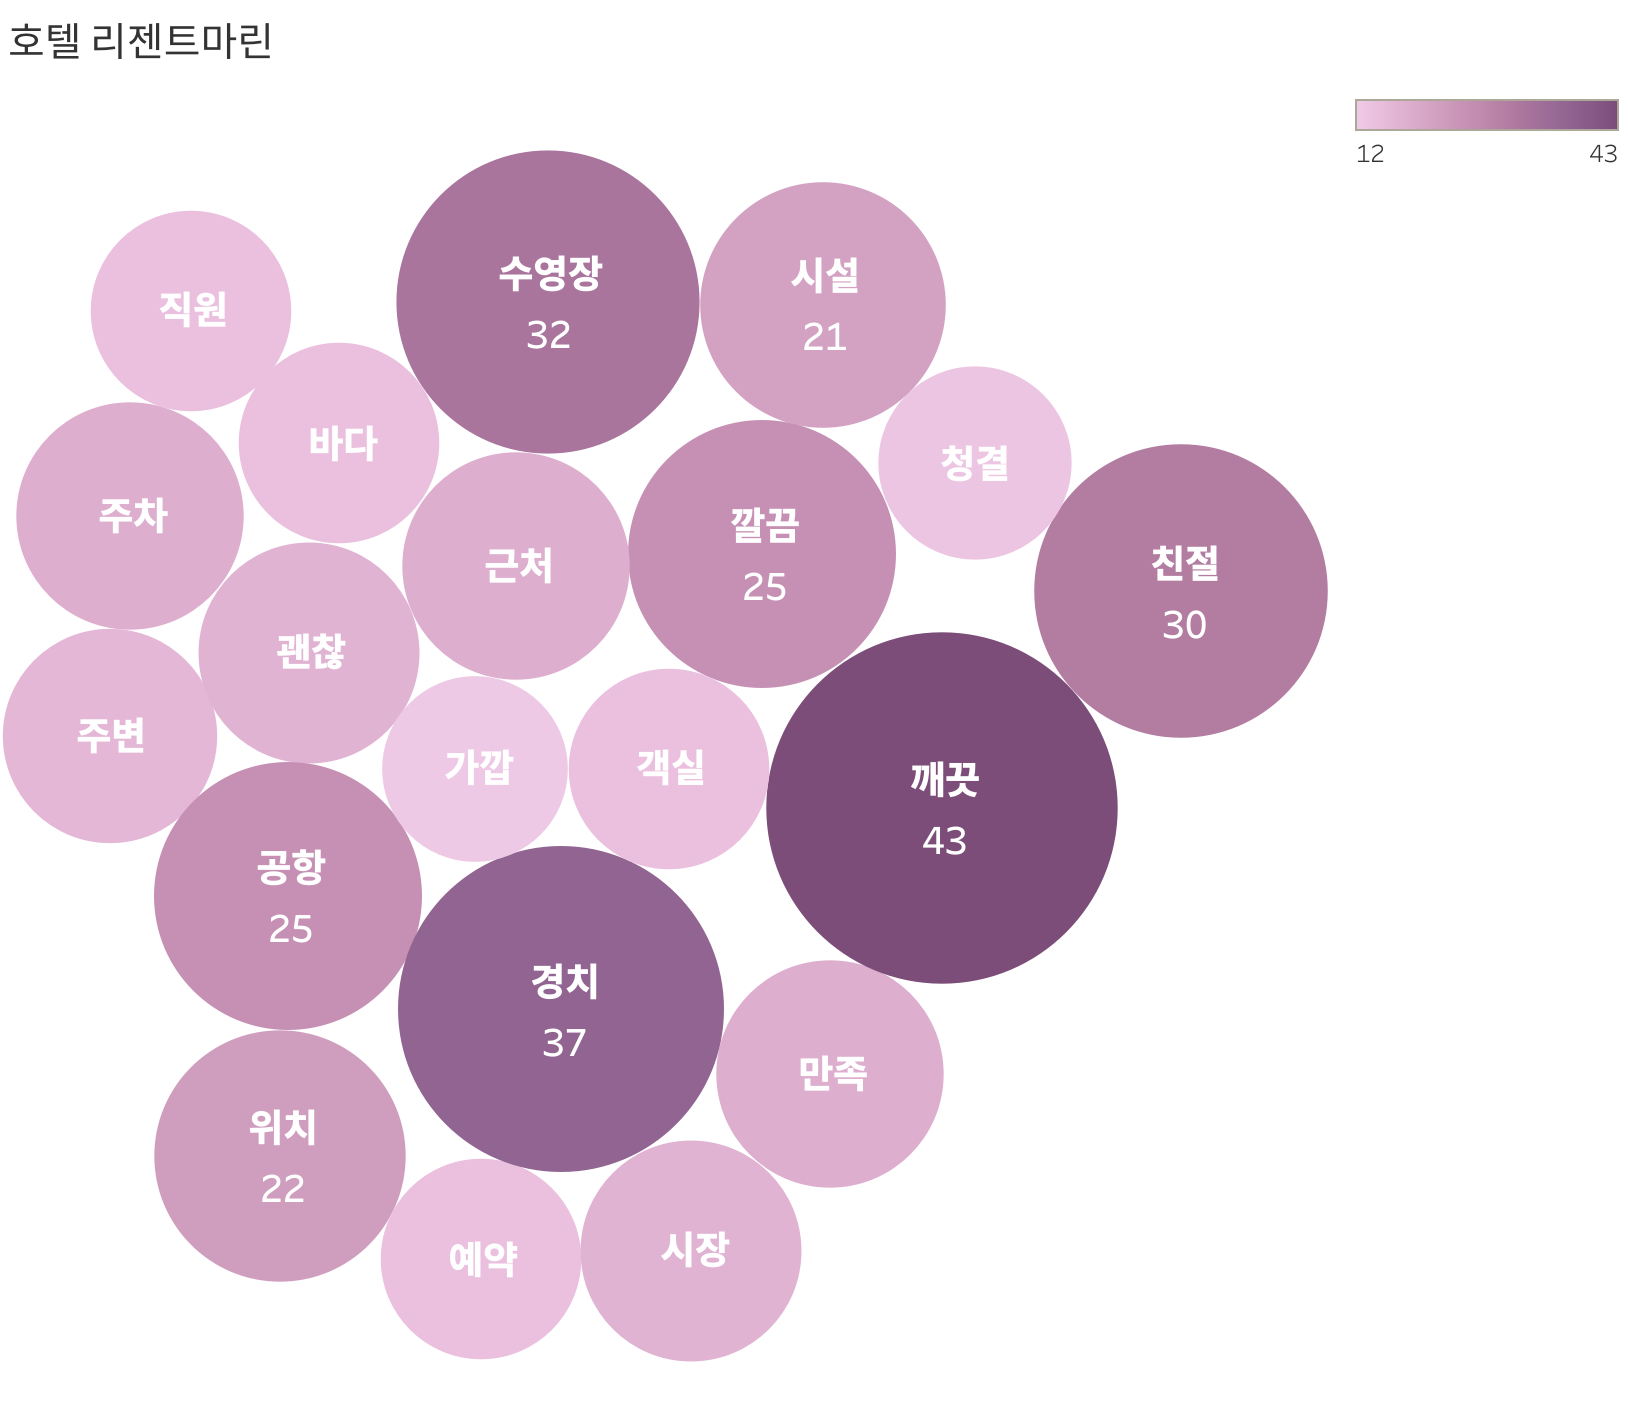 호텔 리젠트마린
12
43
수영장
32
시설
21
직원
바다
청결
주차
근처
깔끔
25
친절
30
괜찮
주변
가깝
객실
깨끗
43
공항
25
경치
37
만족
위치
22
예약
시장